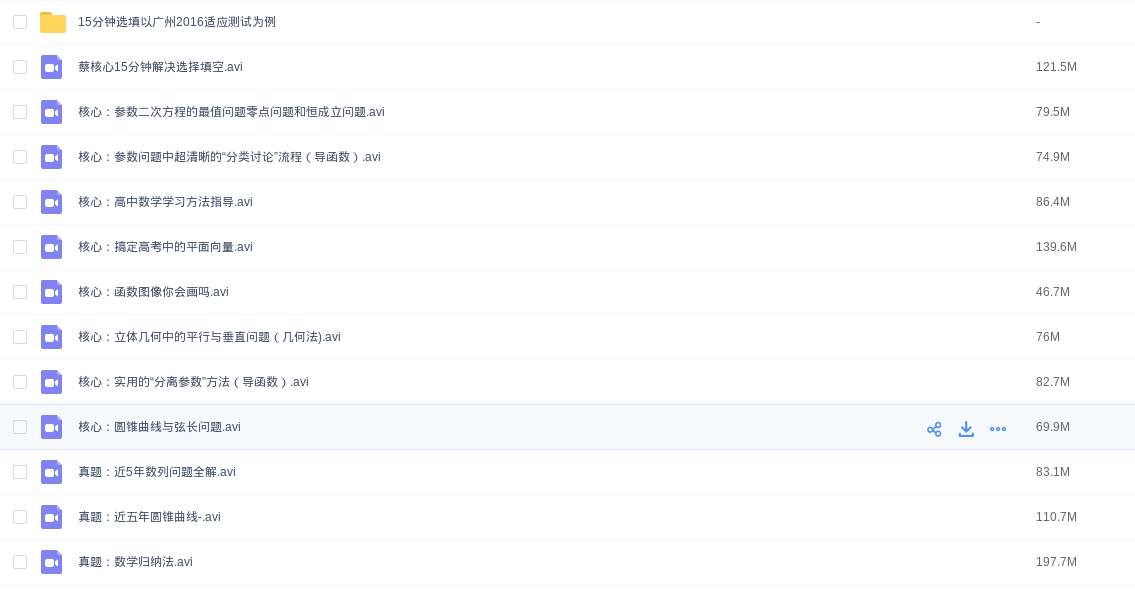 15分钟选填以广州2016适应测试为例 -
蔡核心15分钟解决选择填空.avi 121.5M
核心：参数二次方程的最值问题零点问题和恒成立问题.avi 79.5M
核心：参数问题中超清晰的“分类讨论”流程（导函数）.avi 74.9M
核心：高中数学学习方法指导.avi 86.4M
核心：搞定高考中的平面向量.avi 139.6M
核心：函数图像你会画吗.avi 46.7M
核心：立体几何中的平行与垂直问题（几何法).avi 76M
核心：实用的“分离参数”方法（导函数）.avi 82.7M
核心：圆锥曲线与弦长问题.avi 69.9M
真题：近5年数列问题全解.avi 83.1M
真题：近五年圆锥曲线-.avi 110.7M
真题：数学归纳法.avi 197.7M